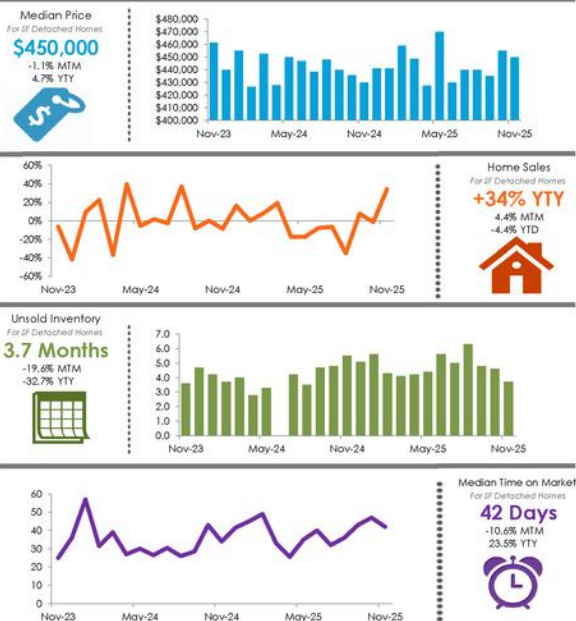 Median Price
For SF Detached Homes
$450,000
-1.1% MTM
4.7% YTY
$
$480,000
$470,000
$460,000
$450,000
$440,000
$430,000
$420,000
$410,000
$400,000
Nov-23 May-24 Nov-24 May-25 Nov-25
60%
40%
20%
0%
-20%
-40%
-60%
Nov-23 May-24 Nov-24 May-25 Nov-25
Home Sales
For SF Detached Homes
+34% YTY
4.4% MTM
-4.4% YTD
Unsold Inventory
For SF Detached Homes
3.7 Months
-19.6% MTM
-32.7% YTY
7.0
6.0
5.0
4.0
3.0
2.0
1.0
0.0
Nov-23 May-24 Nov-24 May-25 Nov-25
60
50
40
30
20
10
0
Nov-23 May-24 Nov-24 May-25 Nov-25
Median Time on Market
For SF Detached Homes
42 Days
-10.6% MTM
23.5% YTY